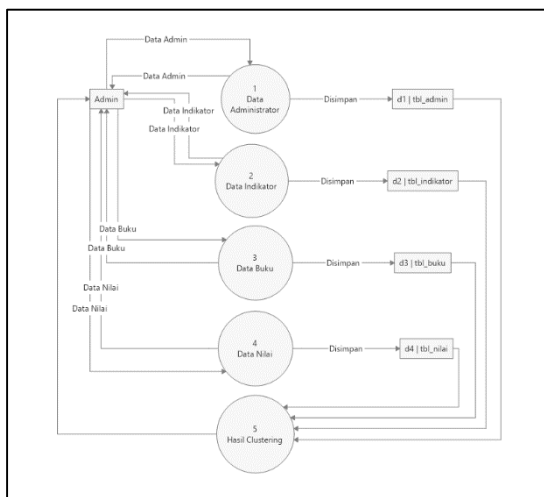 Data Admin
Data Admin
1
Data
Administrator
Disimpan
d1 | tbl_admin
Admin
Data Indikator
Data Indikator
2
Data Indikator
Disimpan
d2 | tbl_indikator
Data Buku
Data Buku
3
Data Buku
Disimpan
d3 | tbl_buku
Data Nilai
Data Nilai
4
Data Nilai
Disimpan
d4 | tbl_nilai
5
Hasil Clustering